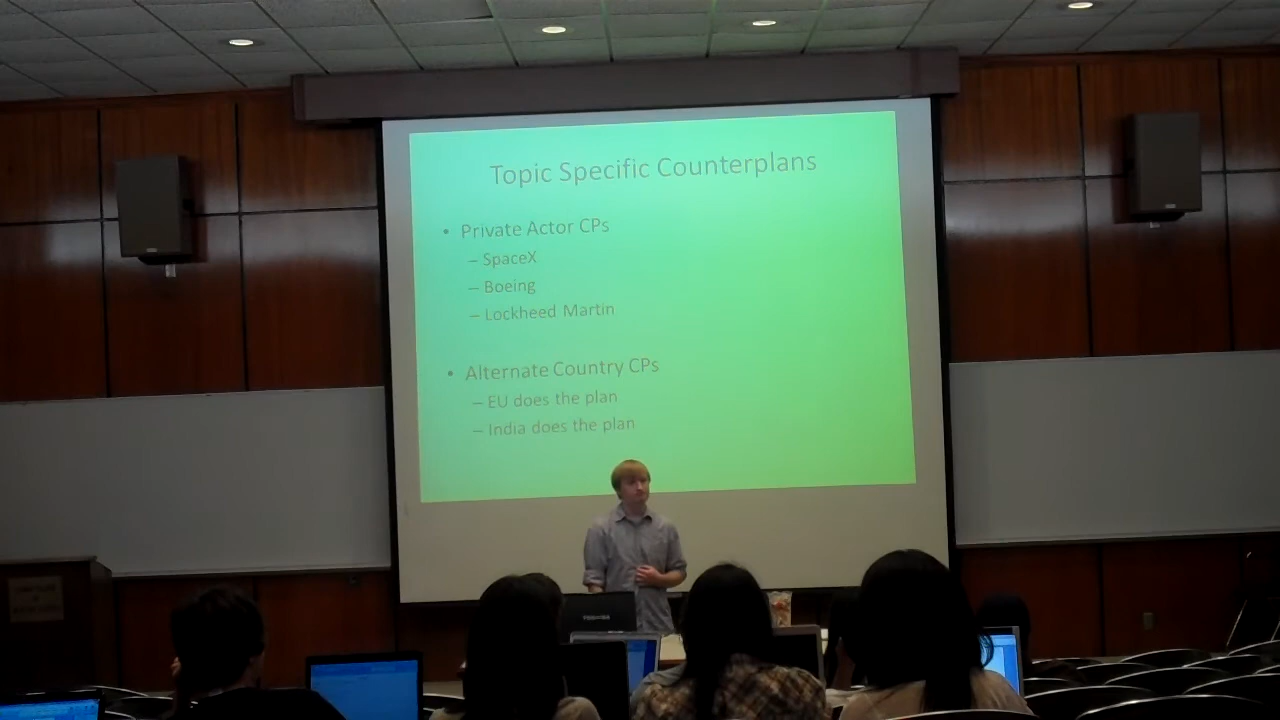 Topic Specific Counterplans
• Private Actor CPs
– SpaceX
– Boeing
– Lockheed Martin
• Alternate Country CPs
– EU does the plan
– India does the plan
TOSHIBA